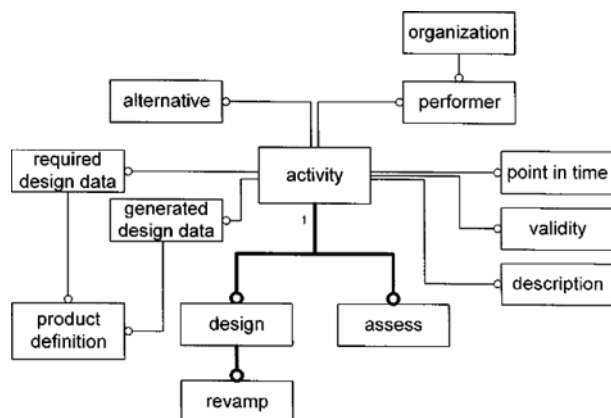 organization
alternative
performer
required
design data
activity
point in time
generated
design data
validity
1
description
product
definition
design
assess
revamp